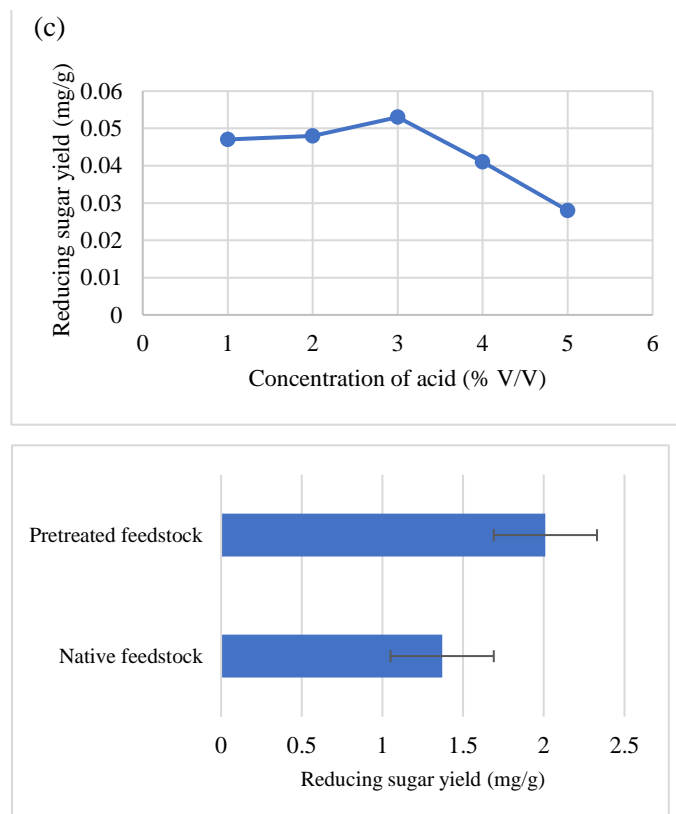 (c)
Reducing sugar yield (mg/g)
0.06
0.05
0.04
0.03
0.02
0.01
0
0 1 2 3 4 5 6
Concentration of acid (% V/V)
Pretreated feedstock
Native feedstock
0 0.5 1 1.5 2 2.5
Reducing sugar yield (mg/g)